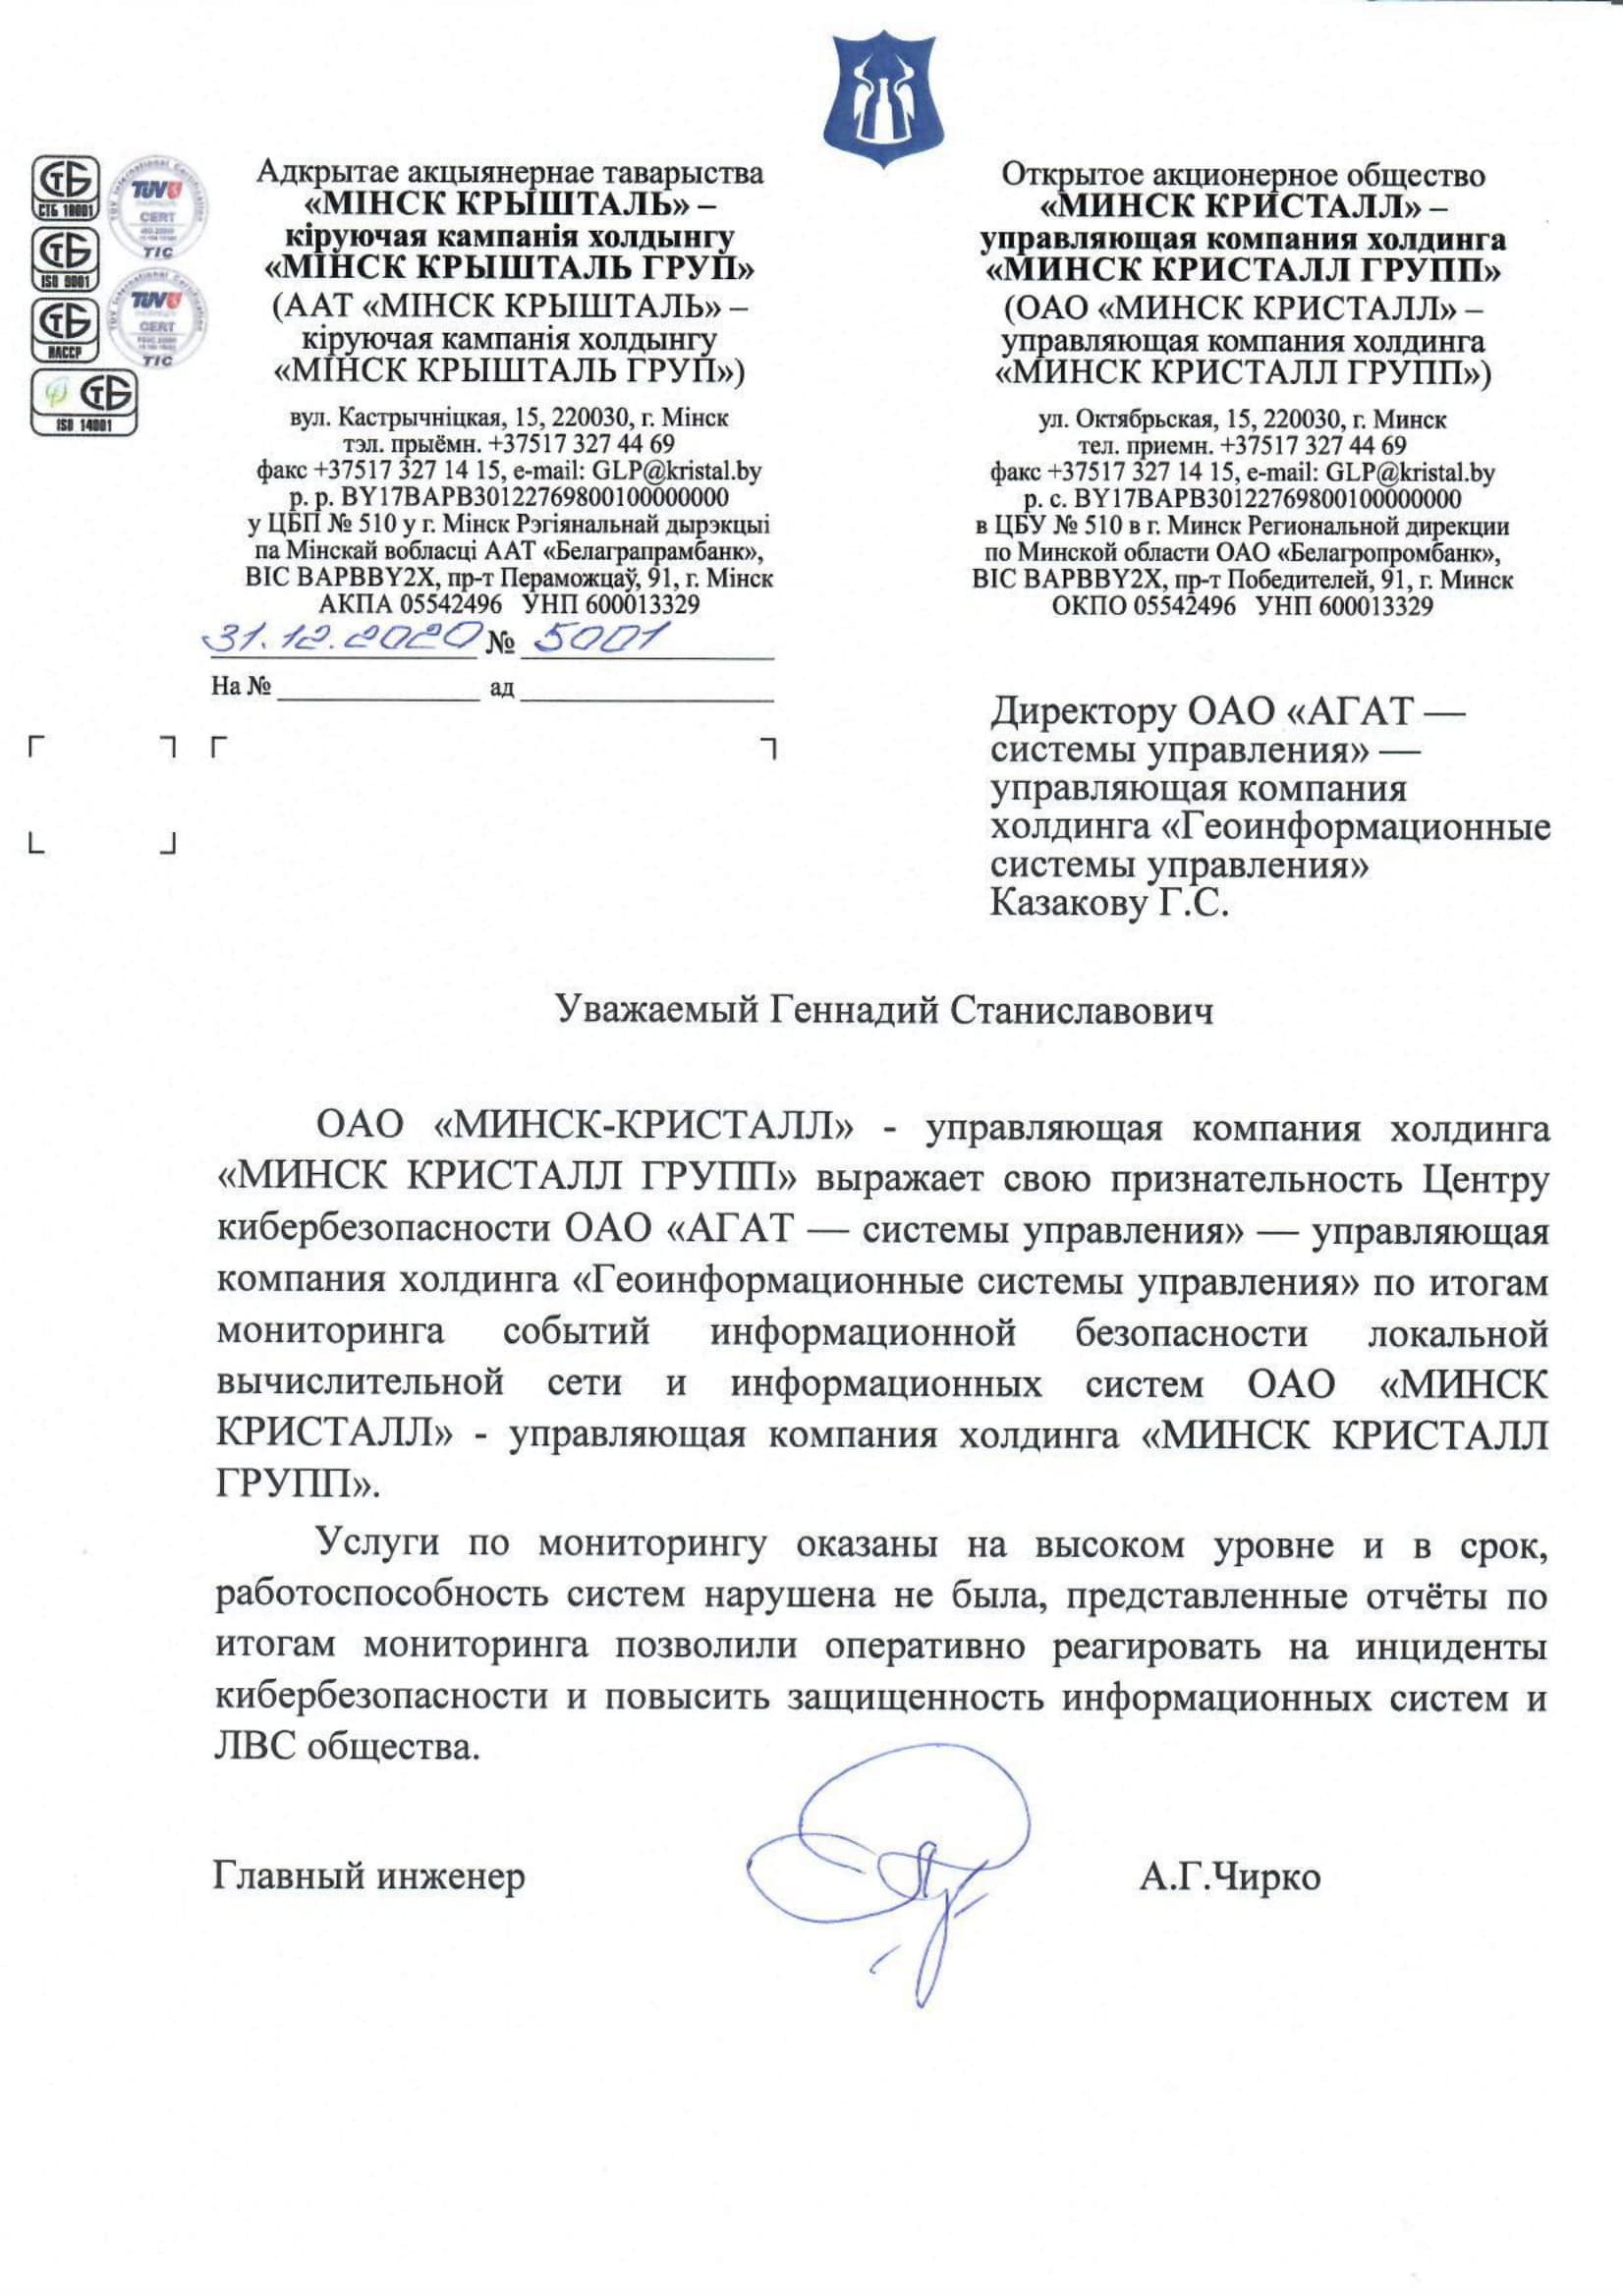 СТБ 18001
ISO 9001
HACCP
ISO 14001
TÜV
CERT
TIC
TÜV
CERT
TIC
Адкрытае акцыянернае таварыства
«МІНСК КРЫШТАЛЬ» –
кіруючая кампанія холдынгу
«МІНСК КРЫШТАЛЬ ГРУП»
(ААТ «МІНСК КРЫШТАЛЬ» –
кіруючая кампанія холдынгу
«МІНСК КРЫШТАЛЬ ГРУП»)
вул. Кастрычніцкая, 15, 220030, г. Мінск
тэл. прыёмн. +37517 327 44 69
факс +37517 327 14 15, e-mail: GLP@kristal.by
р. р. BY17BAPB30122769800100000000
у ЦБП № 510 у г. Мінск Рэгіянальнай дырэкцыі
па Мінскай вобласці ААТ «Белаграпрамбанк»,
BIC BAPBBY2X, пр-т Пераможцаў, 91, г. Мінск
АКПА 05542496 УНП 600013329
31.12.2020 № 5001
На № ад
Открытое акционерное общество
«МИНСК КРИСТАЛЛ» –
управляющая компания холдинга
«МИНСК КРИСТАЛЛ ГРУПП»
(ОАО «МИНСК КРИСТАЛЛ» –
управляющая компания холдинга
«МИНСК КРИСТАЛЛ ГРУПП»)
ул. Октябрьская, 15, 220030, г. Минск
тел. приемн. +37517 327 44 69
факс +37517 327 14 15, e-mail: GLP@kristal.by
р. с. BY17BAPB30122769800100000000
в ЦБУ № 510 в г. Минск Региональной дирекции
по Минской области ОАО «Белагропромбанк»,
BIC BAPBBY2X, пр-т Победителей, 91, г. Минск
ОКПО 05542496 УНП 600013329
Директору ОАО «АГАТ —
системы управления» —
управляющая компания
холдинга «Геоинформационные
системы управления»
Казакову Г.С.
Уважаемый Геннадий Станиславович
ОАО «МИНСК-КРИСТАЛЛ» - управляющая компания холдинга
«МИНСК КРИСТАЛЛ ГРУПП» выражает свою признательность Центру
кибербезопасности ОАО «АГАТ — системы управления» — управляющая
компания холдинга «Геоинформационные системы управления» по итогам
мониторинга событий информационной безопасности локальной
вычислительной сети и информационных систем ОАО «МИНСК
КРИСТАЛЛ» - управляющая компания холдинга «МИНСК КРИСТАЛЛ
ГРУПП».
Услуги по мониторингу оказаны на высоком уровне и в срок,
работоспособность систем нарушена не была, представленные отчёты по
итогам мониторинга позволили оперативно реагировать на инциденты
кибербезопасности и повысить защищенность информационных систем и
ЛВС общества.
Главный инженер А.Г.Чирко